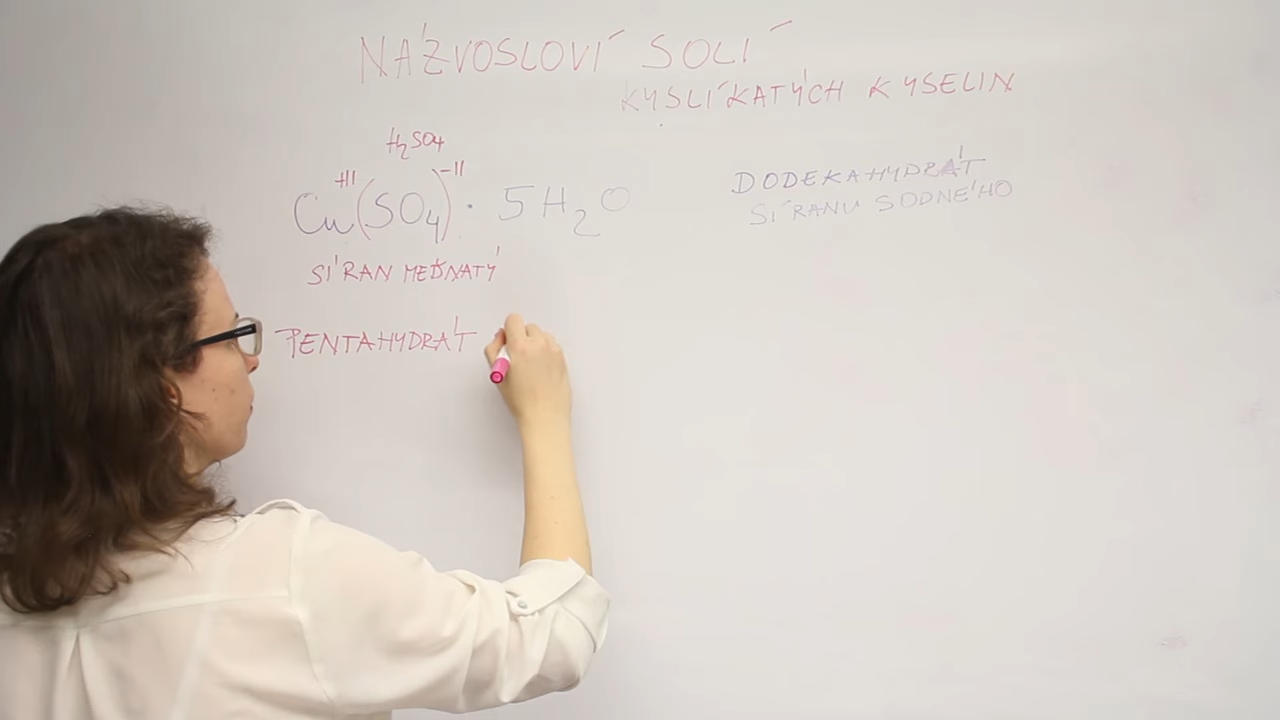 NÁZVOSLOVÍ SOLÍ
KYSLÍKATÝCH KYSELIN
H₂SO₄
+II -II
Cu(SO₄) · 5H₂O
SÍRAN MEĎNATÝ
PENTAHYDRÁT
DODEKAHYDRÁT
SÍRANU SODNÉHO